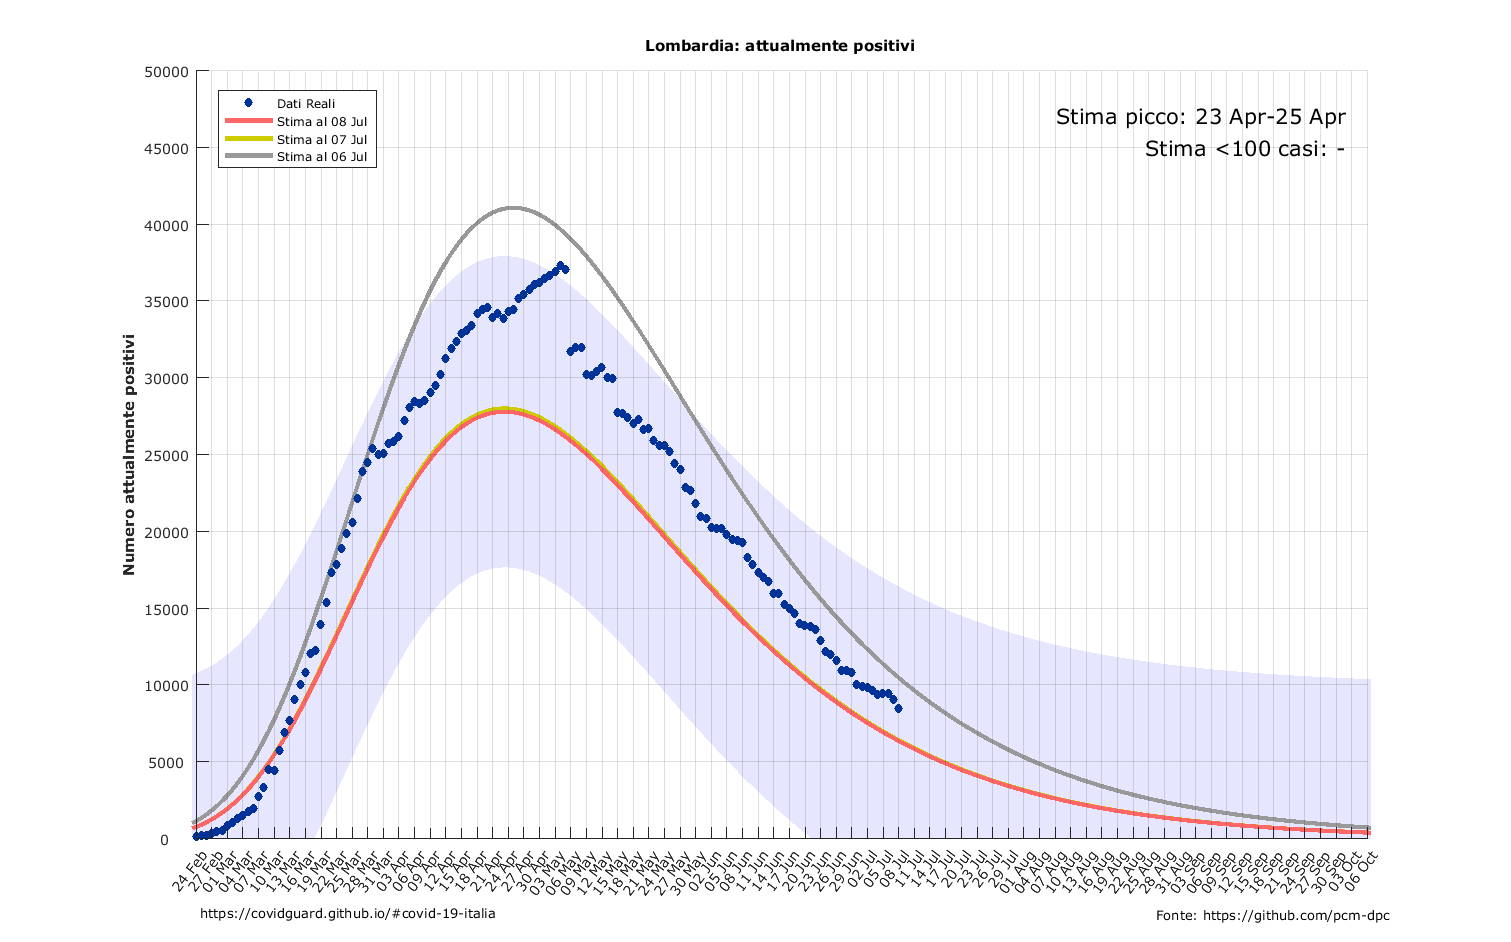 Lombardia: attualmente positivi
Stima picco: 23 Apr-25 Apr
Stima <100 casi: -
Dati Reali
Stima al 08 Jul
Stima al 07 Jul
Stima al 06 Jul
Numero attualmente positivi
50000
45000
40000
35000
30000
25000
20000
15000
10000
5000
0
24 Feb
27 Feb
01 Mar
04 Mar
07 Mar
10 Mar
13 Mar
16 Mar
19 Mar
22 Mar
25 Mar
28 Mar
31 Mar
03 Apr
06 Apr
09 Apr
12 Apr
15 Apr
18 Apr
21 Apr
24 Apr
27 Apr
30 Apr
03 May
06 May
09 May
12 May
15 May
18 May
21 May
24 May
27 May
30 May
02 Jun
05 Jun
08 Jun
11 Jun
14 Jun
17 Jun
20 Jun
23 Jun
26 Jun
29 Jun
02 Jul
05 Jul
08 Jul
11 Jul
14 Jul
17 Jul
20 Jul
23 Jul
26 Jul
29 Jul
01 Aug
04 Aug
07 Aug
10 Aug
13 Aug
16 Aug
19 Aug
22 Aug
25 Aug
28 Aug
31 Aug
03 Sep
06 Sep
09 Sep
12 Sep
15 Sep
18 Sep
21 Sep
24 Sep
27 Sep
30 Sep
03 Oct
06 Oct
https://covidguard.github.io/#covid-19-italia
Fonte: https://github.com/pcm-dpc